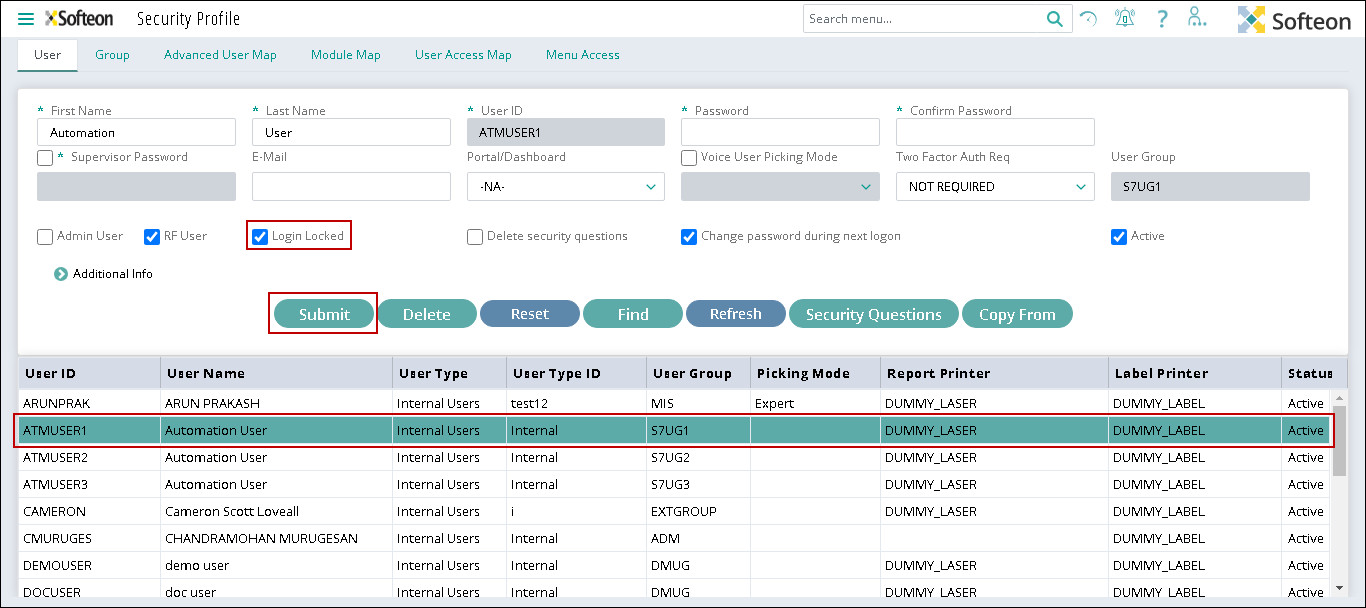 Softeon Security Profile Search menu... ? Softeon
User Group Advanced User Map Module Map User Access Map Menu Access
* First Name * Last Name * User ID * Password * Confirm Password
Automation User ATMUSER1
* Supervisor Password E-Mail Portal/Dashboard Voice User Picking Mode Two Factor Auth Req User Group
-NA- NOT REQUIRED S7UG1
Admin User RF User Login Locked Delete security questions Change password during next logon Active
Additional Info
Submit Delete Reset Find Refresh Security Questions Copy From
User ID User Name User Type User Type ID User Group Picking Mode Report Printer Label Printer Status
ARUNPRAK ARUN PRAKASH Internal Users test12 MIS Expert DUMMY_LASER DUMMY_LABEL Active
ATMUSER1 Automation User Internal Users Internal S7UG1 DUMMY_LASER DUMMY_LABEL Active
ATMUSER2 Automation User Internal Users Internal S7UG2 DUMMY_LASER DUMMY_LABEL Active
ATMUSER3 Automation User Internal Users Internal S7UG3 DUMMY_LASER DUMMY_LABEL Active
CAMERON Cameron Scott Loveall Internal Users i EXTGROUP DUMMY_LASER DUMMY_LABEL Active
CMURUGES CHANDRAMOHAN MURUGESAN Internal Users Internal ADM DUMMY_LABEL Active
DEMOUSER demo user Internal Users Internal DMUG DUMMY_LASER DUMMY_LABEL Active
DOCUSER doc user Internal Users Internal DMUG DUMMY_LASER DUMMY_LABEL Active